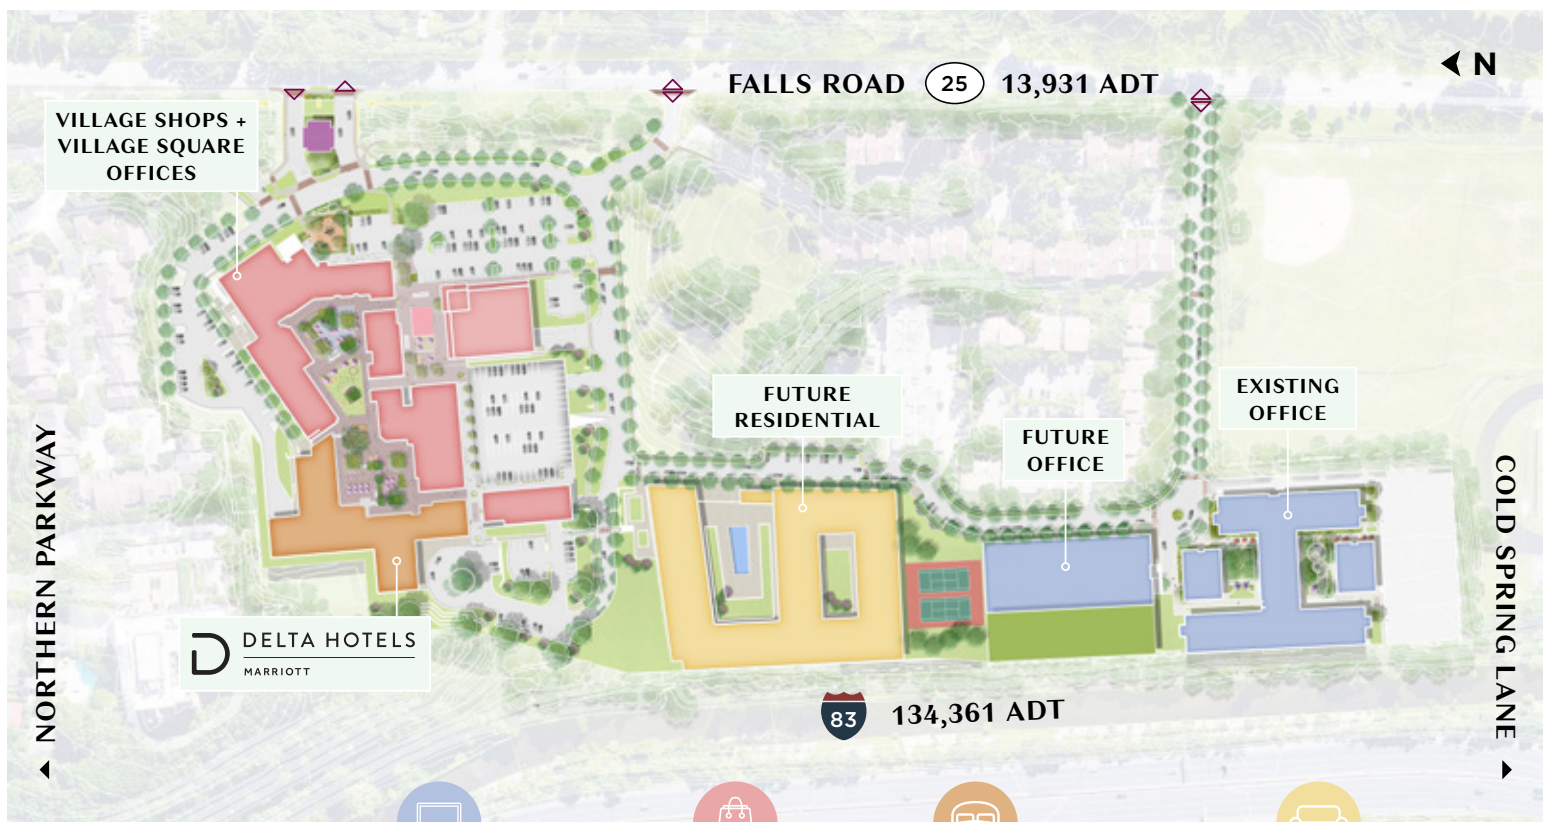 FALLS ROAD 25 13,931 ADT
N
VILLAGE SHOPS +
VILLAGE SQUARE
OFFICES
FUTURE
RESIDENTIAL
FUTURE
OFFICE
EXISTING
OFFICE
NORTHERN PARKWAY
COLD SPRING LANE
DELTA HOTELS
MARRIOTT
83 134,361 ADT